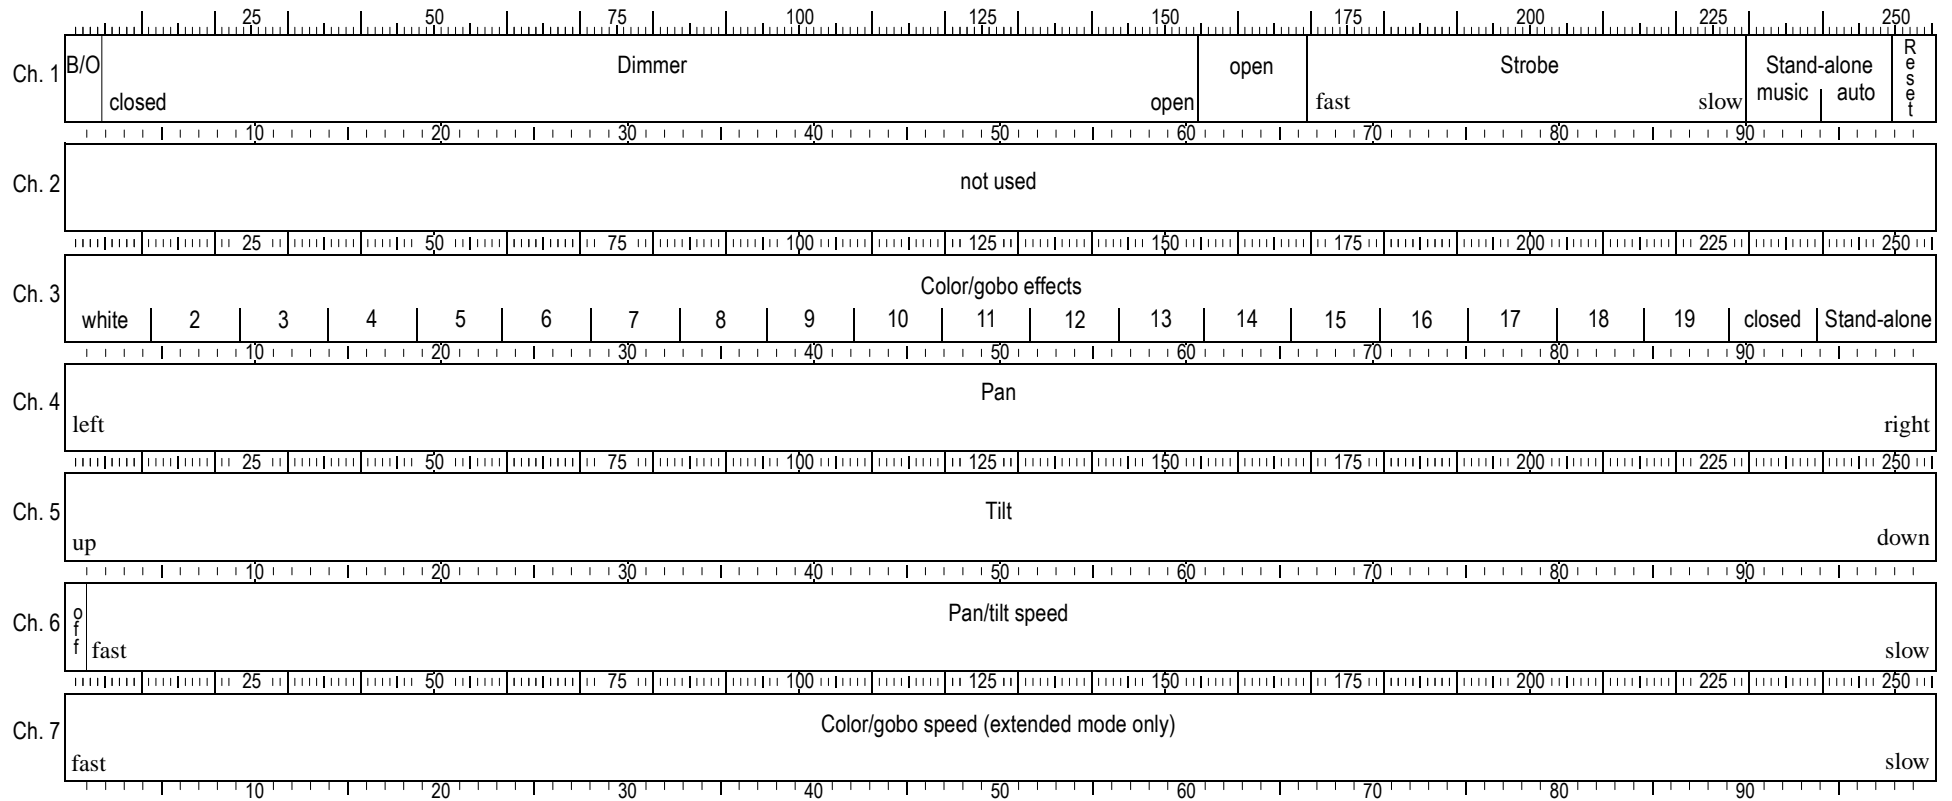 25 50 75 100 125 150 175 200 225 250
Ch. 1 B/O Dimmer open Strobe Stand-alone Reset
closed open fast slow music auto
10 20 30 40 50 60 70 80 90
Ch. 2 not used
25 50 75 100 125 150 175 200 225 250
Ch. 3 Color/gobo effects
white 2 3 4 5 6 7 8 9 10 11 12 13 14 15 16 17 18 19 closed Stand-alone
10 20 30 40 50 60 70 80 90
Ch. 4 Pan
left right
25 50 75 100 125 150 175 200 225 250
Ch. 5 Tilt
up down
10 20 30 40 50 60 70 80 90
Ch. 6 off Pan/tilt speed
fast slow
25 50 75 100 125 150 175 200 225 250
Ch. 7 Color/gobo speed (extended mode only)
fast slow
10 20 30 40 50 60 70 80 90